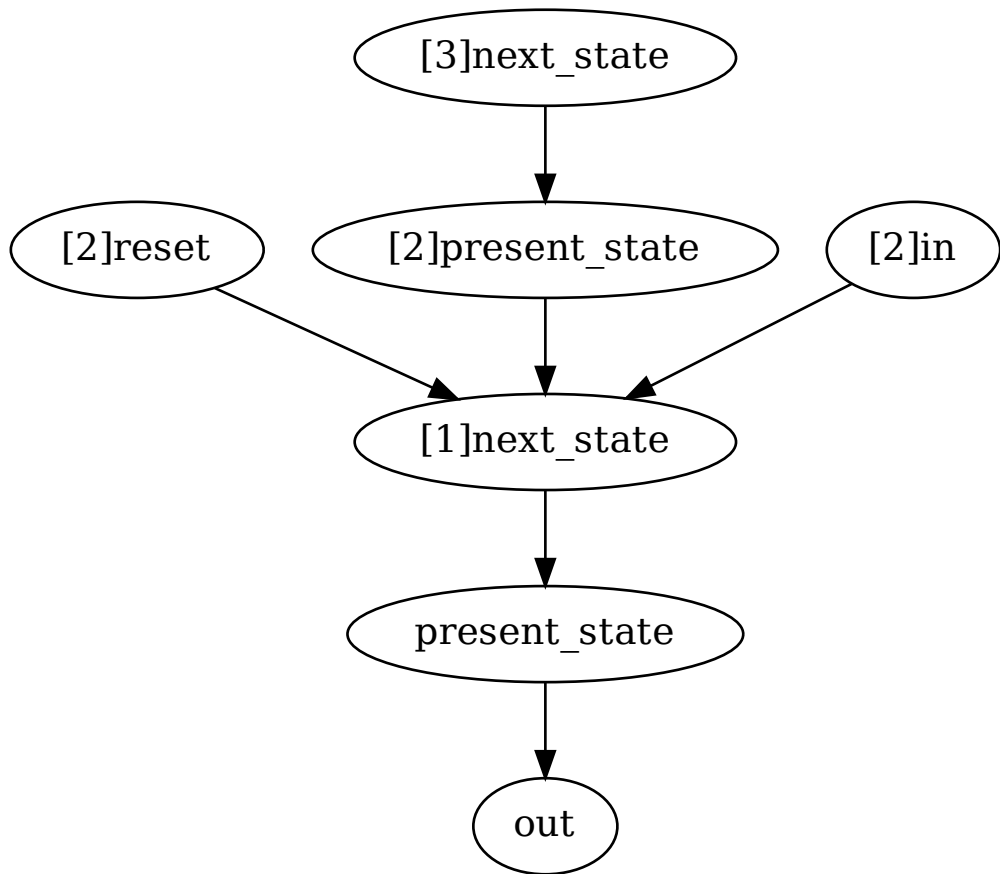 [3]next_state
[2]reset
[2]present_state
[2]in
[1]next_state
present_state
out